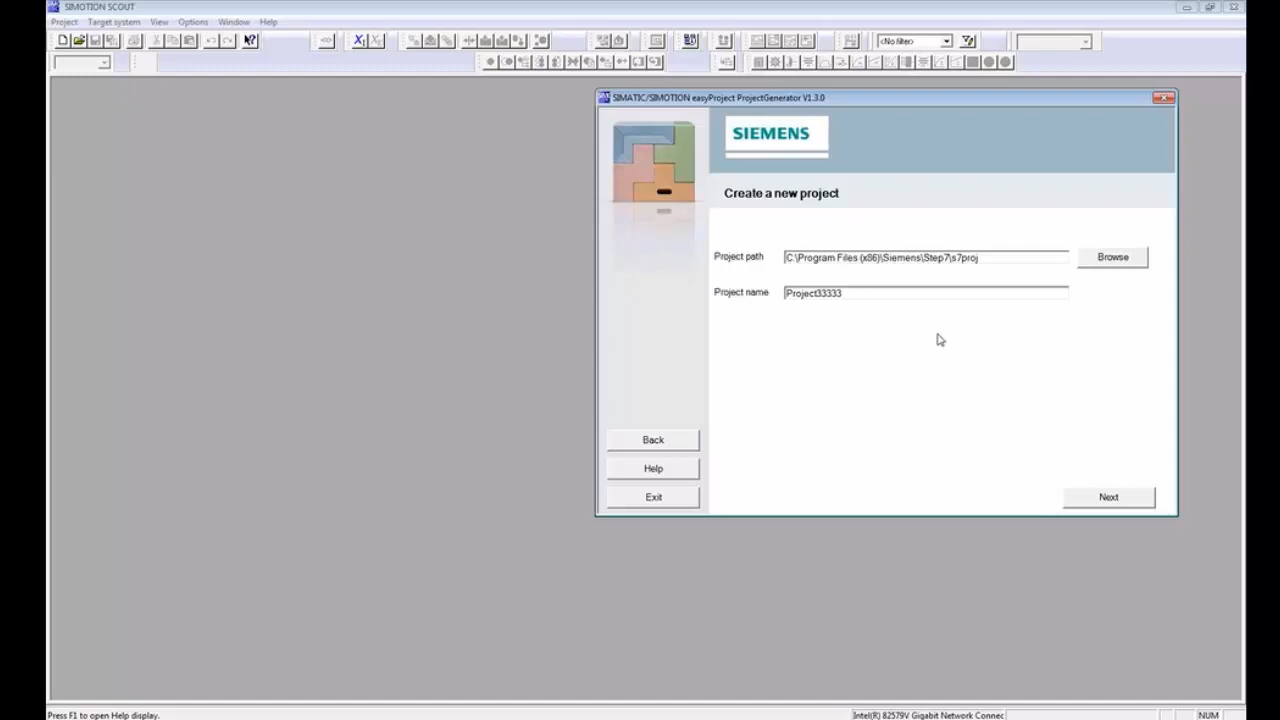 SIMOTION SCOUT
Project Target system View Options Window Help
<No filter>
SIMATIC/SIMOTION easyProject ProjectGenerator V1.3.0
SIEMENS
Create a new project
Project path C:\Program Files (x86)\Siemens\Step7\s7proj Browse
Project name Project33333
Back
Help
Exit
Next
Press F1 to open Help display. Intel(R) 82579V Gigabit Network Connec NUM